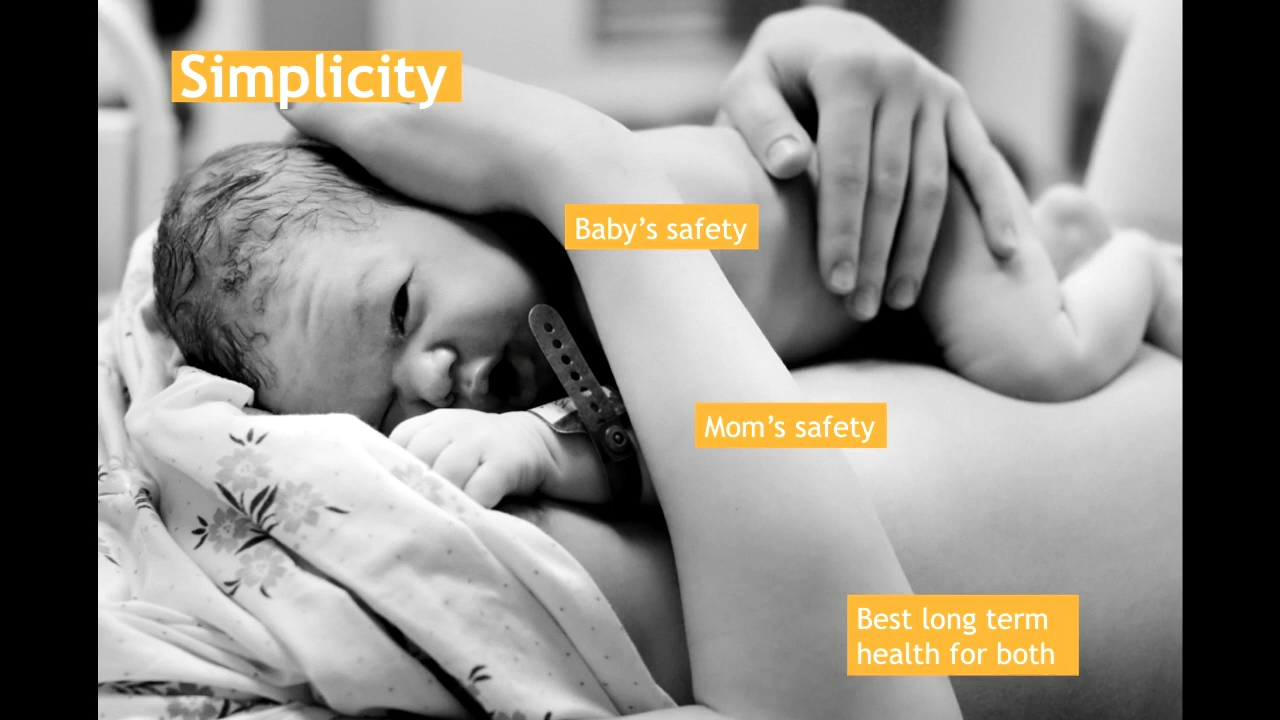 Simplicity
Baby’s safety
Mom’s safety
Best long term
health for both